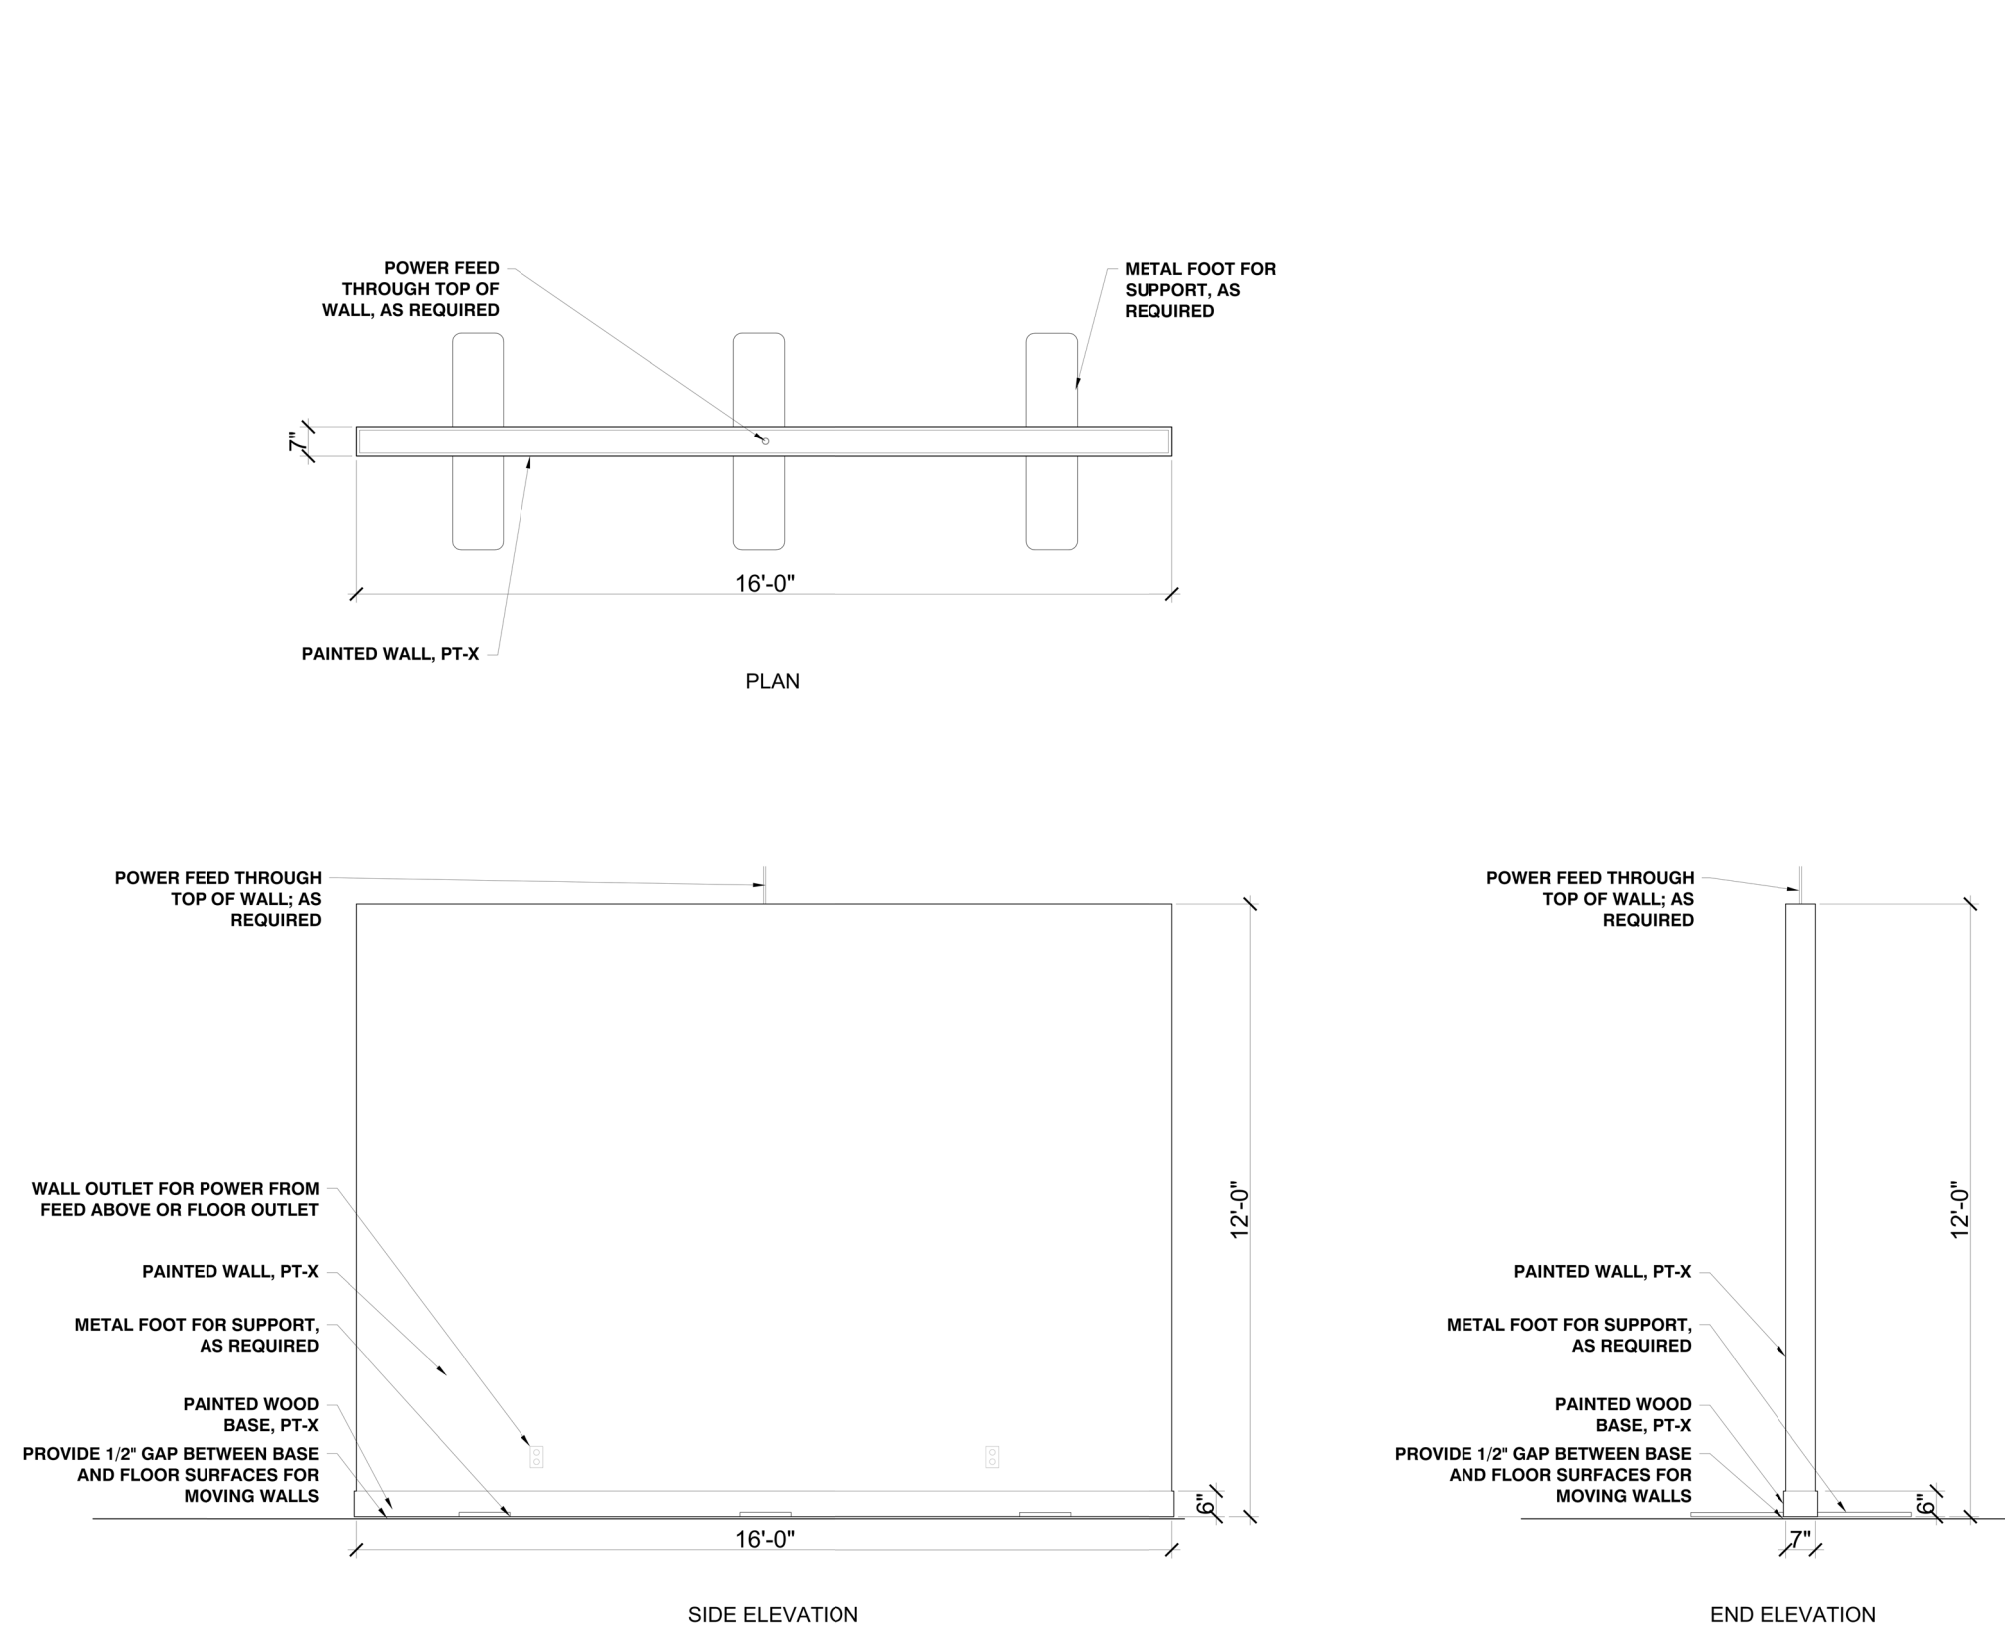 POWER FEED
THROUGH TOP OF
WALL, AS REQUIRED
METAL FOOT FOR
SUPPORT, AS
REQUIRED
7"
16'-0"
PAINTED WALL, PT-X
PLAN
POWER FEED THROUGH
TOP OF WALL; AS
REQUIRED
WALL OUTLET FOR POWER FROM
FEED ABOVE OR FLOOR OUTLET
PAINTED WALL, PT-X
METAL FOOT FOR SUPPORT,
AS REQUIRED
PAINTED WOOD
BASE, PT-X
PROVIDE 1/2" GAP BETWEEN BASE
AND FLOOR SURFACES FOR
MOVING WALLS
12'-0"
6"
16'-0"
SIDE ELEVATION
POWER FEED THROUGH
TOP OF WALL; AS
REQUIRED
PAINTED WALL, PT-X
METAL FOOT FOR SUPPORT,
AS REQUIRED
PAINTED WOOD
BASE, PT-X
PROVIDE 1/2" GAP BETWEEN BASE
AND FLOOR SURFACES FOR
MOVING WALLS
12'-0"
6"
7"
END ELEVATION